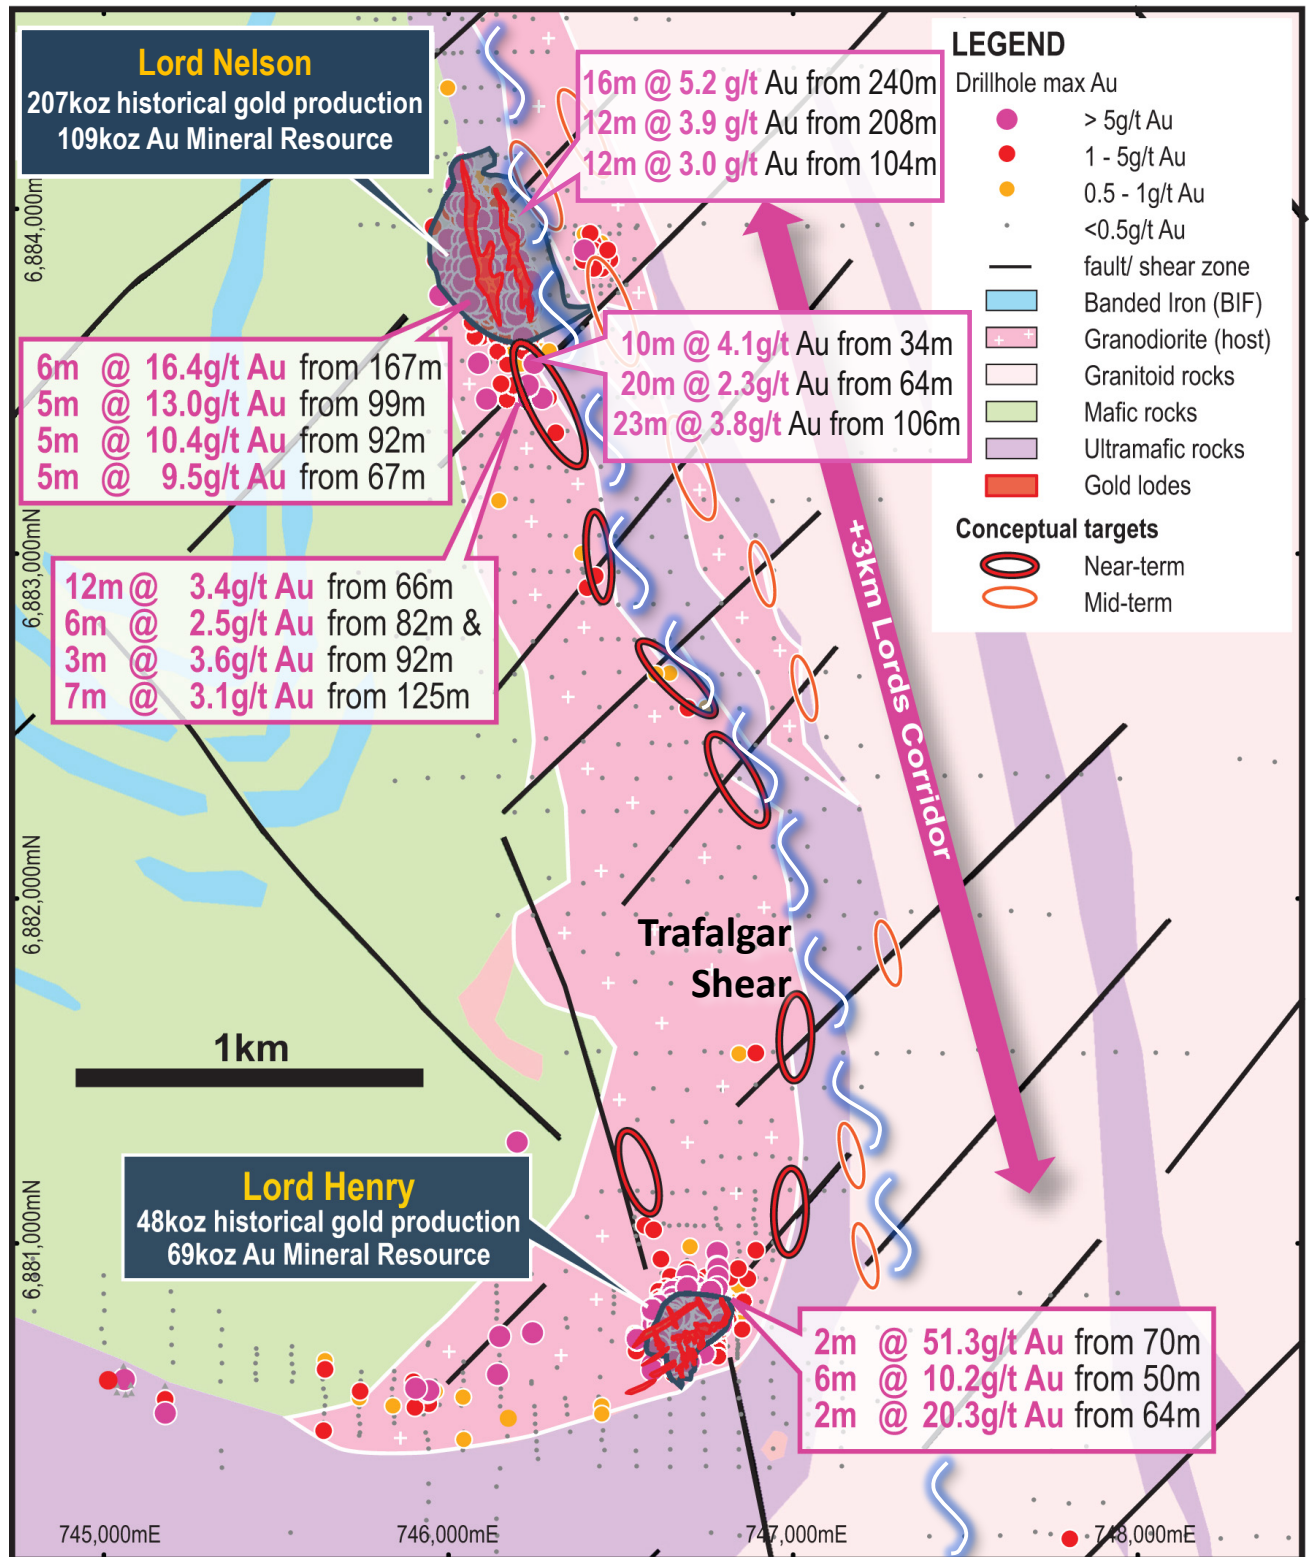 Lord Nelson
207koz historical gold production
109koz Au Mineral Resource
16m @ 5.2 g/t Au from 240m
12m @ 3.9 g/t Au from 208m
12m @ 3.0 g/t Au from 104m
LEGEND
Drillhole max Au
> 5g/t Au
1 - 5g/t Au
0.5 - 1g/t Au
<0.5g/t Au
fault/ shear zone
Banded Iron (BIF)
Granodiorite (host)
Granitoid rocks
Mafic rocks
Ultramafic rocks
Gold lodes
Conceptual targets
Near-term
Mid-term
6,884,000m
10m @ 4.1g/t Au from 34m
20m @ 2.3g/t Au from 64m
23m @ 3.8g/t Au from 106m
6m @ 16.4g/t Au from 167m
5m @ 13.0g/t Au from 99m
5m @ 10.4g/t Au from 92m
5m @ 9.5g/t Au from 67m
6,883,000mN
12m @ 3.4g/t Au from 66m
6m @ 2.5g/t Au from 82m &
3m @ 3.6g/t Au from 92m
7m @ 3.1g/t Au from 125m
+3km Lords Corridor
6,882,000mN
Trafalgar
Shear
1km
Lord Henry
48koz historical gold production
69koz Au Mineral Resource
6,881,000mN
2m @ 51.3g/t Au from 70m
6m @ 10.2g/t Au from 50m
2m @ 20.3g/t Au from 64m
745,000mE
746,000mE
747,000mE
748,000mE